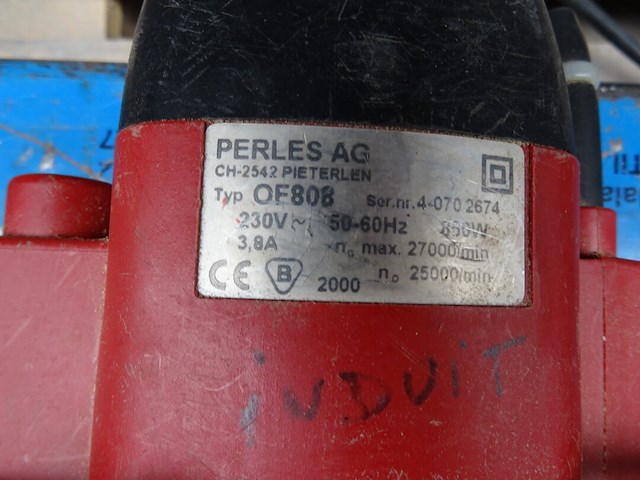 PERLES AG
CH-2542 PIETERLEN
Typ OF808 Ser.nr. 4-070 2674
230V~ 50-60Hz 850W
3,8A n₀ max. 27000/min
n₀ 25000/min
CE B 2000
iNDUiT